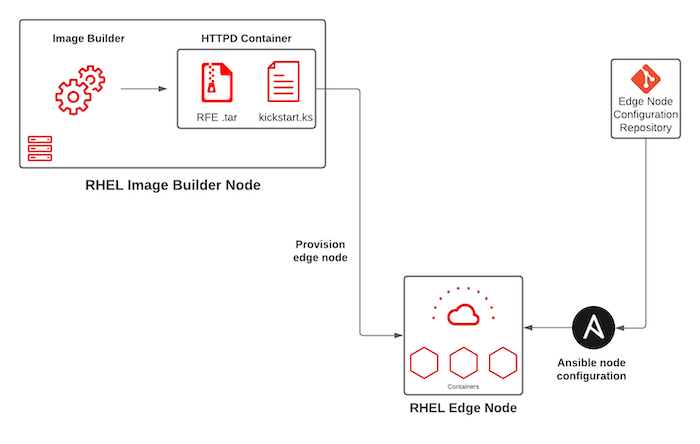 Image Builder
HTTPD Container
RFE .tar
kickstart.ks
RHEL Image Builder Node
Edge Node
Configuration
Repository
Provision
edge node
Containers
RHEL Edge Node
Ansible node
configuration